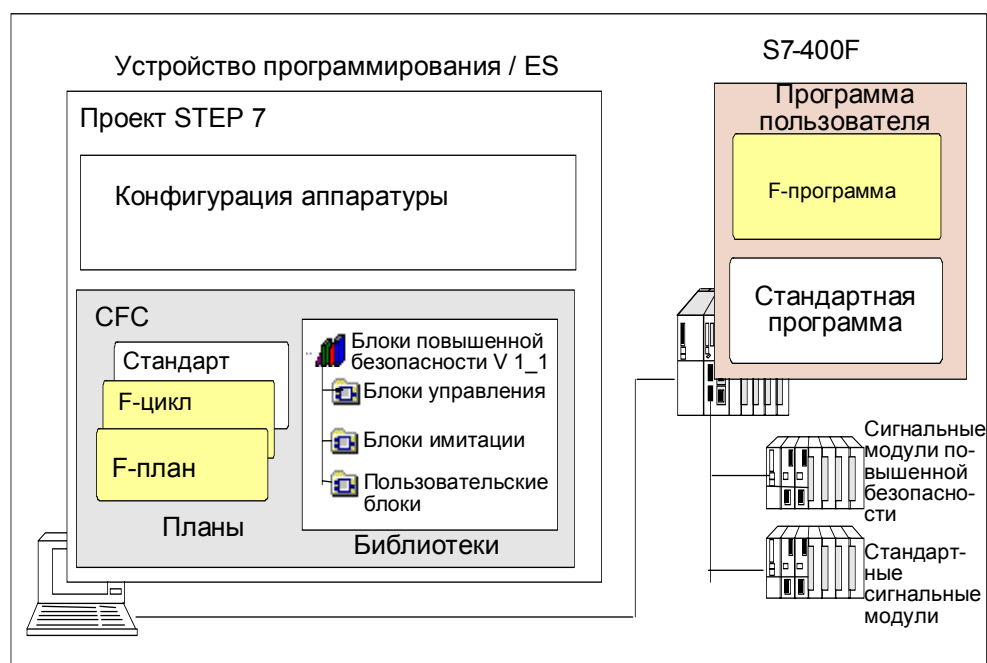 Устройство программирования / ES
Проект STEP 7
Конфигурация аппаратуры
CFC
Стандарт
F-цикл
F-план
Планы
Блоки повышенной
безопасности V 1_1
Блоки управления
Блоки имитации
Пользовательские
блоки
Библиотеки
S7-400F
Программа
пользователя
F-программа
Стандартная
программа
Сигнальные
модули по-
вышенной
безопасно-
сти
Стандарт-
ные
сигнальные
модули